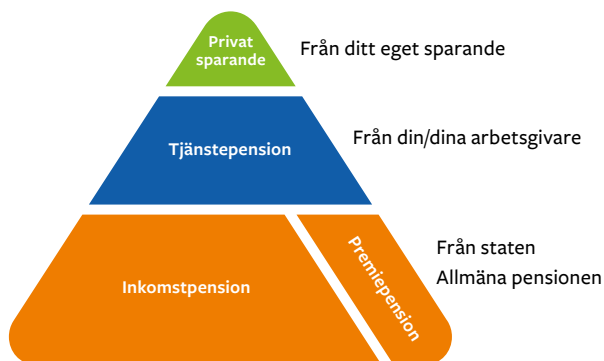 Privat
sparande
Från ditt eget sparande
Tjänstepension
Från din/dina arbetsgivare
Inkomstpension
Premiepension
Från staten
Allmäna pensionen